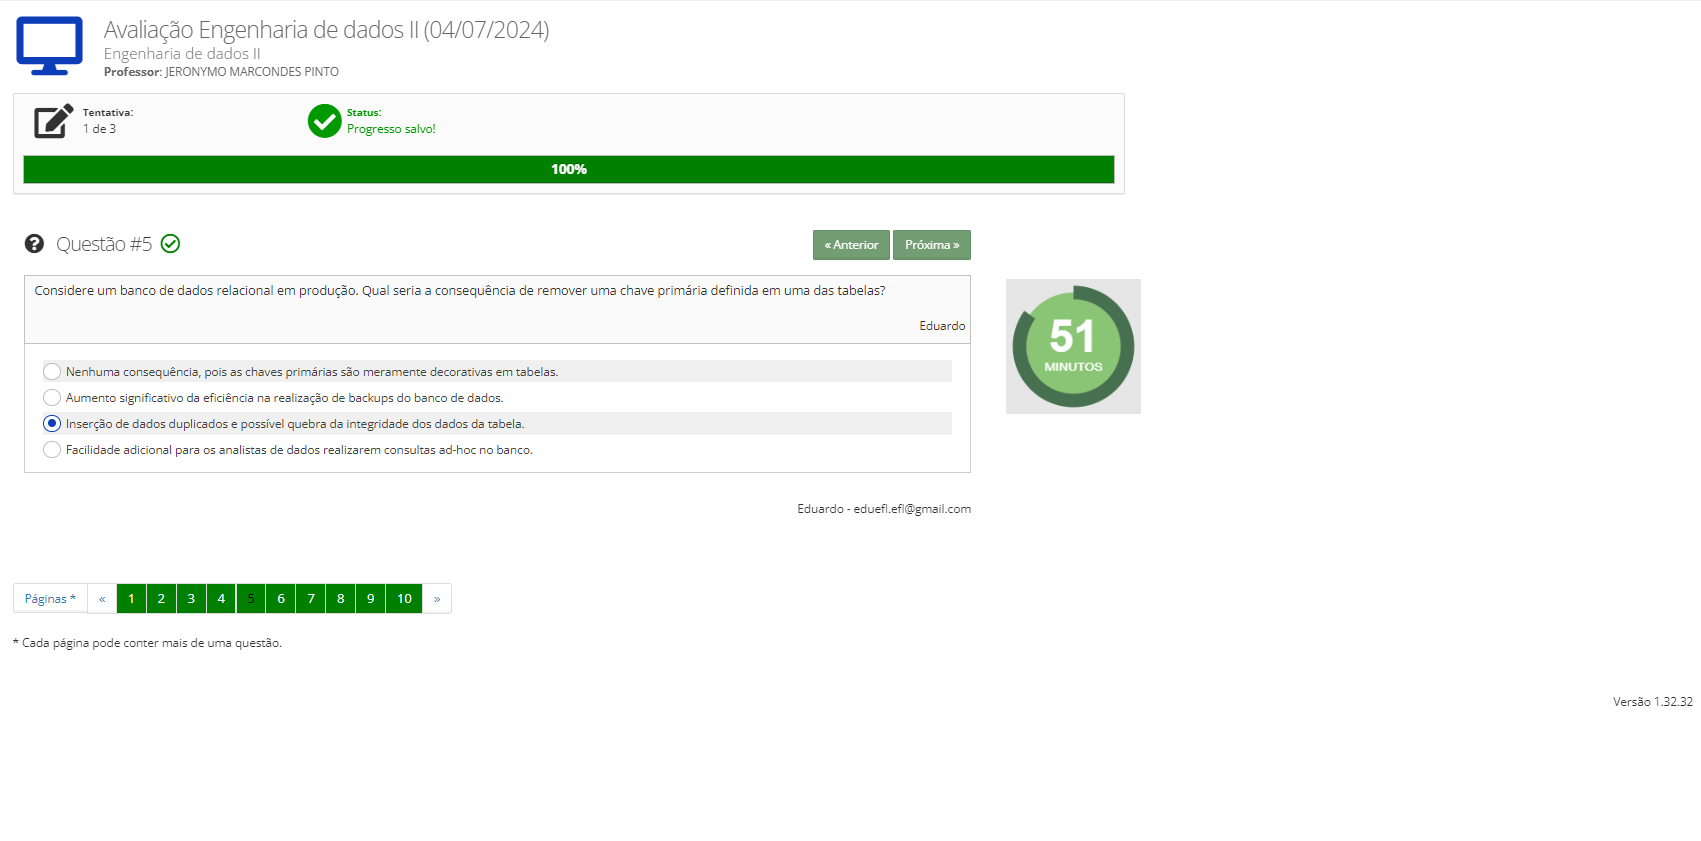 Avaliação Engenharia de dados II (04/07/2024)
Engenharia de dados II
Professor: JERONYMO MARCONDES PINTO
Tentativa:
1 de 3
Status:
Progresso salvo!
100%
Questão #5
« Anterior
Próxima »
Considere um banco de dados relacional em produção. Qual seria a consequência de remover uma chave primária definida em uma das tabelas?
Eduardo
51
MINUTOS
Nenhuma consequência, pois as chaves primárias são meramente decorativas em tabelas.
Aumento significativo da eficiência na realização de backups do banco de dados.
Inserção de dados duplicados e possível quebra da integridade dos dados da tabela.
Facilidade adicional para os analistas de dados realizarem consultas ad-hoc no banco.
Eduardo - eduefl.efl@gmail.com
Páginas * « 1 2 3 4 5 6 7 8 9 10 »
* Cada página pode conter mais de uma questão.
Versão 1.32.32